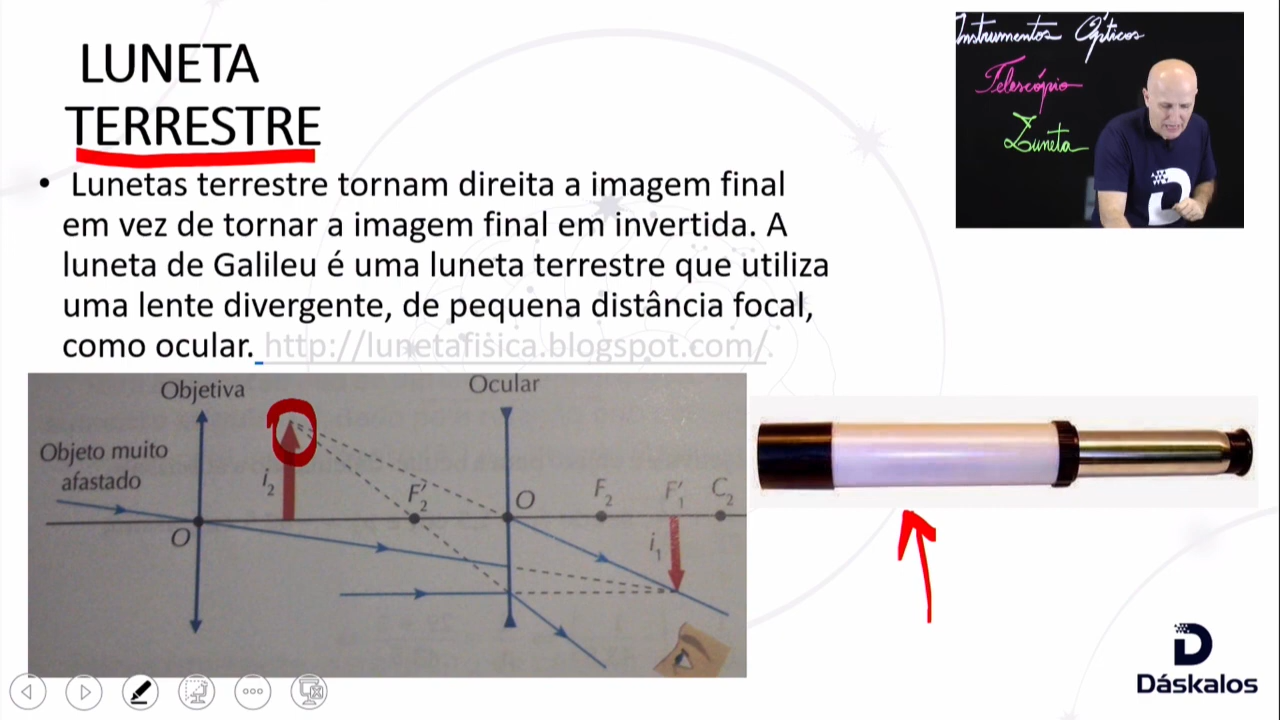 LUNETA
TERRESTRE
• Lunetas terrestre tornam direita a imagem final
em vez de tornar a imagem final em invertida. A
luneta de Galileu é uma luneta terrestre que utiliza
uma lente divergente, de pequena distância focal,
como ocular. http://lunetafisica.blogspot.com/.
Instrumentos Ópticos
Telescópio
Luneta
D
Objetiva
Ocular
Objeto muito
afastado
i₂
F'₂
O
F₂
F'₁
C₂
O
i₁
Dáskalos